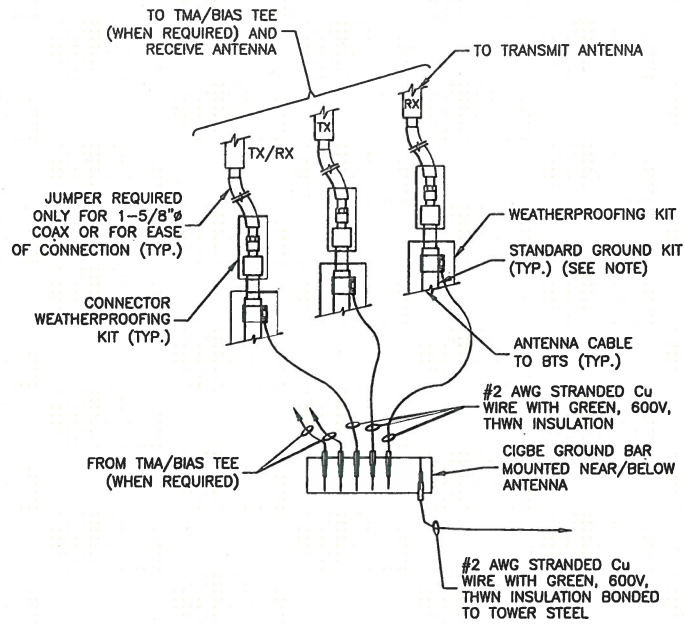 TO TMA/BIAS TEE
(WHEN REQUIRED) AND
RECEIVE ANTENNA
TO TRANSMIT ANTENNA
RX
TX
TX/RX
JUMPER REQUIRED
ONLY FOR 1-5/8"ø
COAX OR FOR EASE
OF CONNECTION (TYP.)
WEATHERPROOFING KIT
STANDARD GROUND KIT
(TYP.) (SEE NOTE)
CONNECTOR
WEATHERPROOFING
KIT (TYP.)
ANTENNA CABLE
TO BTS (TYP.)
#2 AWG STRANDED Cu
WIRE WITH GREEN, 600V,
THWN INSULATION
FROM TMA/BIAS TEE
(WHEN REQUIRED)
CIGBE GROUND BAR
MOUNTED NEAR/BELOW
ANTENNA
#2 AWG STRANDED Cu
WIRE WITH GREEN, 600V,
THWN INSULATION BONDED
TO TOWER STEEL